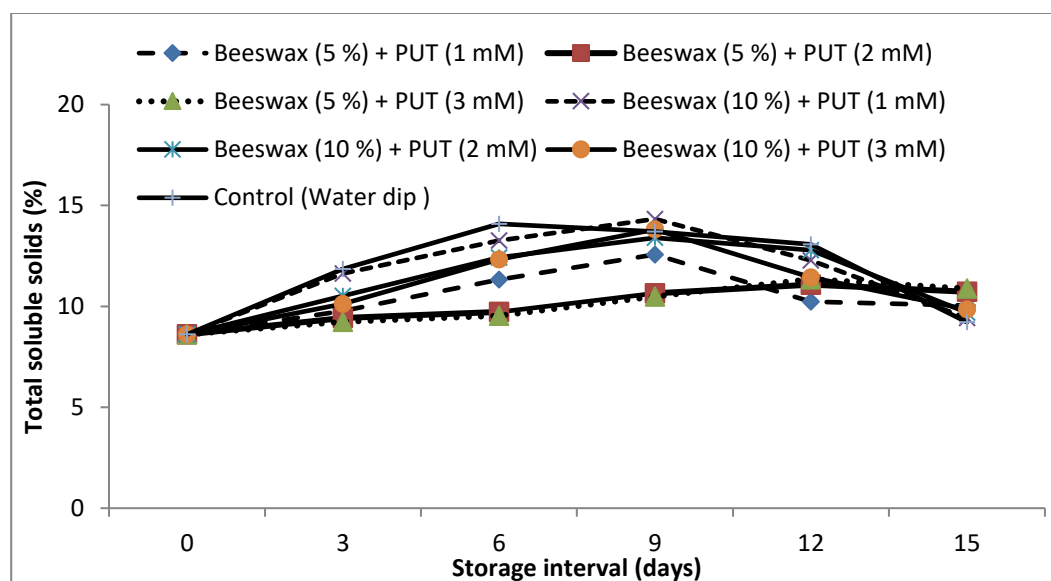 Beeswax (5 %) + PUT (1 mM) Beeswax (5 %) + PUT (2 mM)
Beeswax (5 %) + PUT (3 mM) Beeswax (10 %) + PUT (1 mM)
Beeswax (10 %) + PUT (2 mM) Beeswax (10 %) + PUT (3 mM)
Control (Water dip )
Total soluble solids (%)
20
15
10
5
0
0 3 6 9 12 15
Storage interval (days)